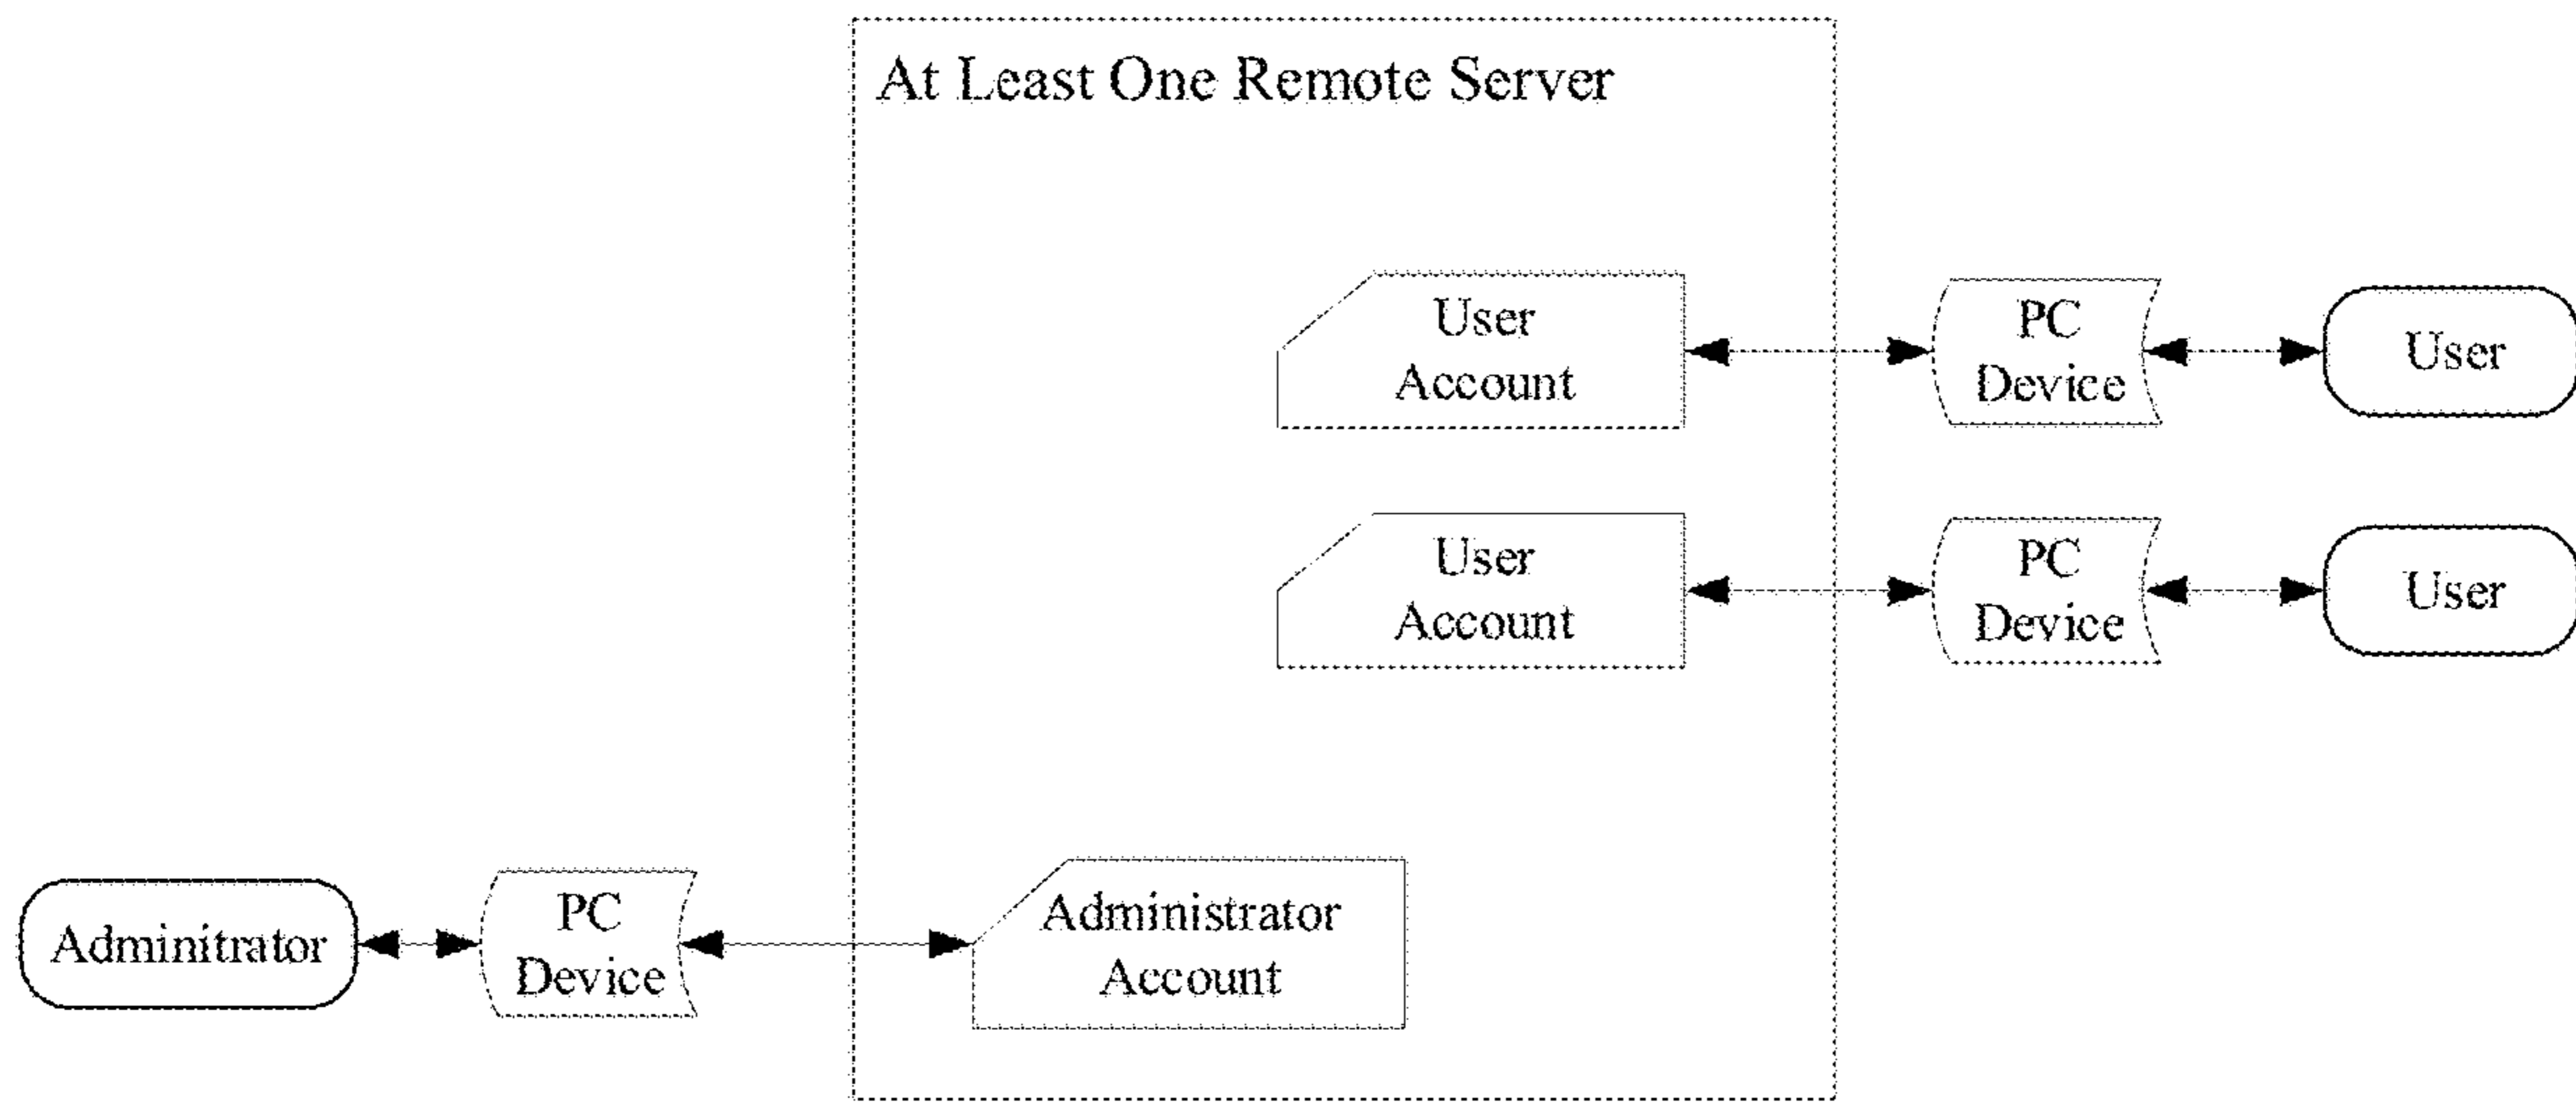 At Least One Remote Server
User
Account
PC
Device
User
User
Account
PC
Device
User
Adminitrator
PC
Device
Administrator
Account